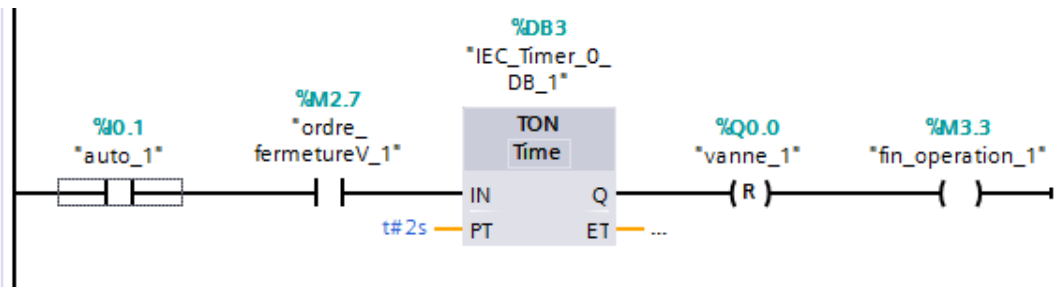 %DB3
"IEC_Timer_0_
DB_1"
%I0.1
"auto_1"
%M2.7
"ordre_
fermetureV_1"
TON
Time
%Q0.0
"vanne_1"
%M3.3
"fin_operation_1"
IN
Q
R
t#2s
PT
ET
...